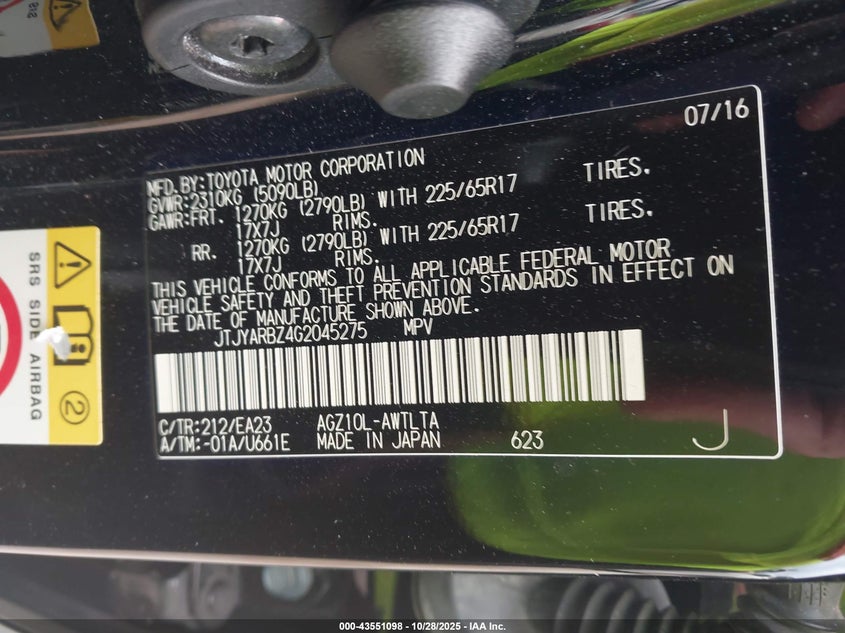 07/16
MFD.BY:TOYOTA MOTOR CORPORATION
GVWR:2310KG (5090LB)
GAWR:FRT. 1270KG (2790LB) WITH 225/65R17 TIRES.
17X7J RIMS.
RR. 1270KG (2790LB) WITH 225/65R17 TIRES.
17X7J RIMS.
THIS VEHICLE CONFORMS TO ALL APPLICABLE FEDERAL MOTOR
VEHICLE SAFETY AND THEFT PREVENTION STANDARDS IN EFFECT ON
THE DATE OF MANUFACTURE SHOWN ABOVE.
JTJYARBZ4G2045275 MPV
C/TR:212/EA23 AGZ10L-AWTLTA
A/TM:-01A/U661E MADE IN JAPAN 623 J
SRS SIDE AIRBAG
2
000-43551098 - 10/28/2025 - IAA Inc.